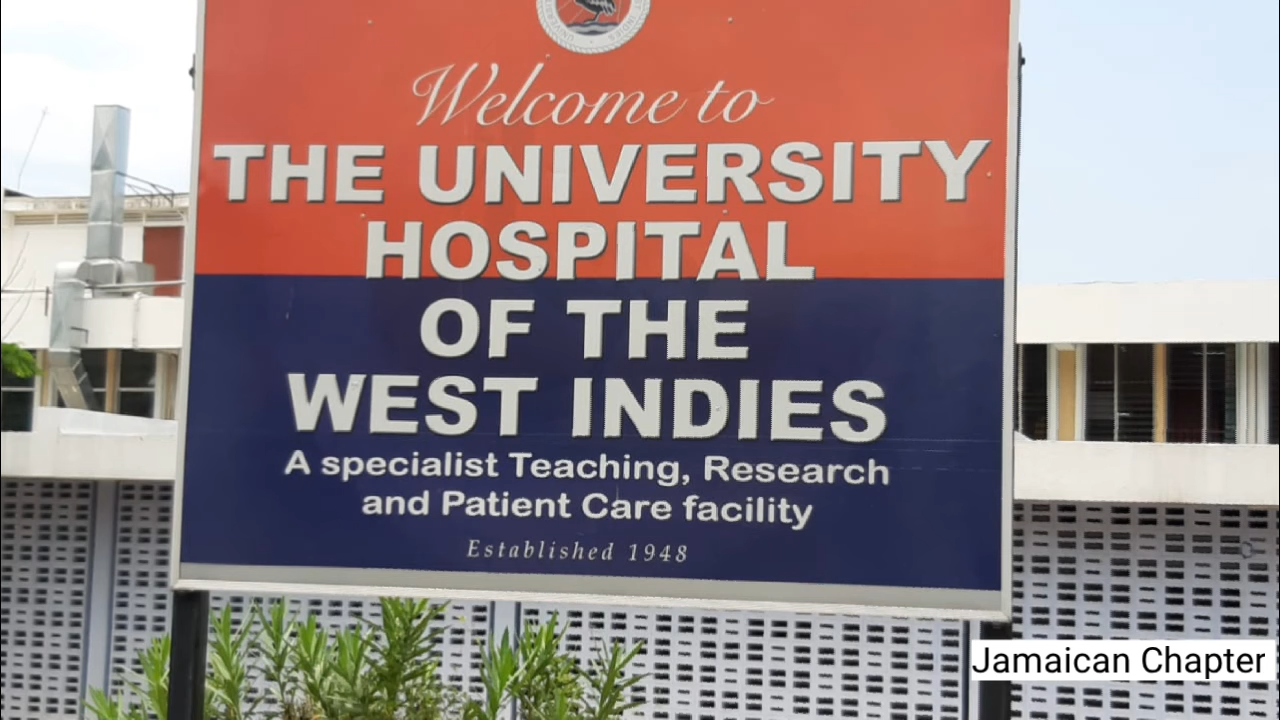 Welcome to
THE UNIVERSITY
HOSPITAL
OF THE
WEST INDIES
A specialist Teaching, Research
and Patient Care facility
Established 1948
Jamaican Chapter